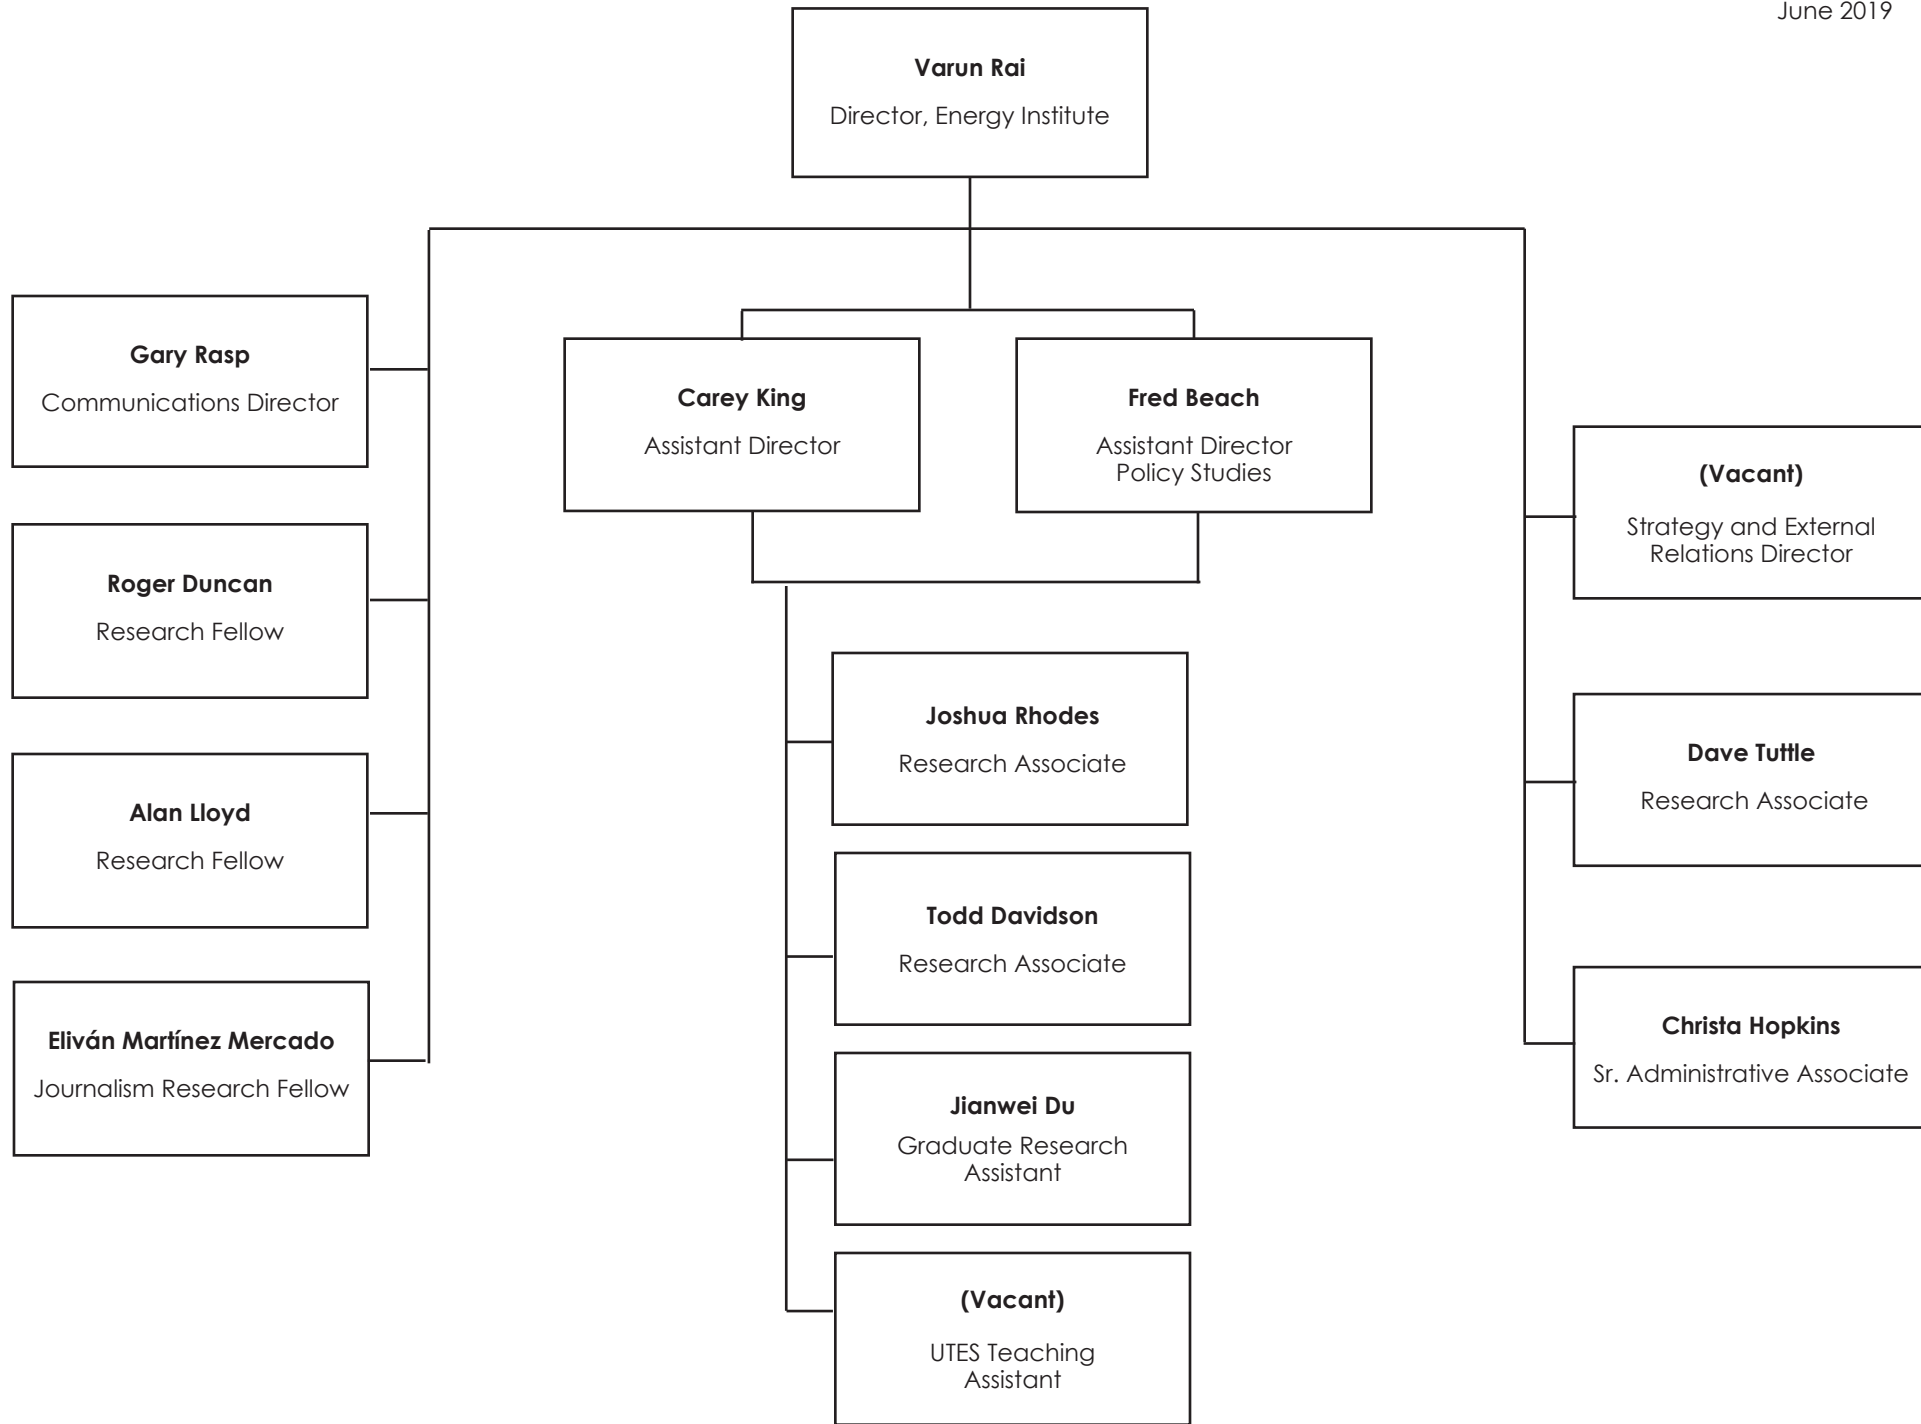 June 2019
Varun Rai
Director, Energy Institute
Gary Rasp
Communications Director
Roger Duncan
Research Fellow
Alan Lloyd
Research Fellow
Eliván Martínez Mercado
Journalism Research Fellow
Carey King
Assistant Director
Fred Beach
Assistant Director
Policy Studies
Joshua Rhodes
Research Associate
Todd Davidson
Research Associate
Jianwei Du
Graduate Research
Assistant
(Vacant)
UTES Teaching
Assistant
(Vacant)
Strategy and External
Relations Director
Dave Tuttle
Research Associate
Christa Hopkins
Sr. Administrative Associate